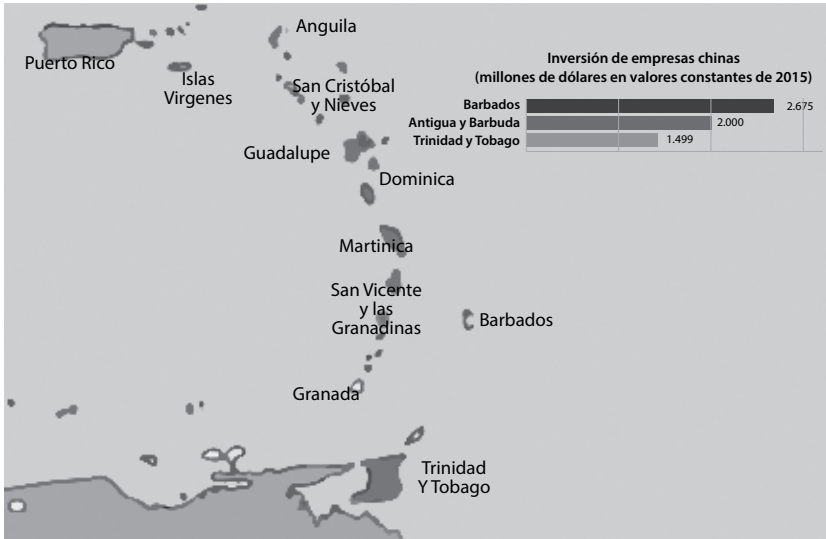 Anguila
Puerto Rico
Islas
Virgenes
San Cristóbal
y Nieves
Inversión de empresas chinas
(millones de dólares en valores constantes de 2015)
Barbados 2.675
Antigua y Barbuda 2.000
Trinidad y Tobago 1.499
Guadalupe
Dominica
Martinica
San Vicente
y las
Granadinas
Barbados
Granada
Trinidad
Y Tobago